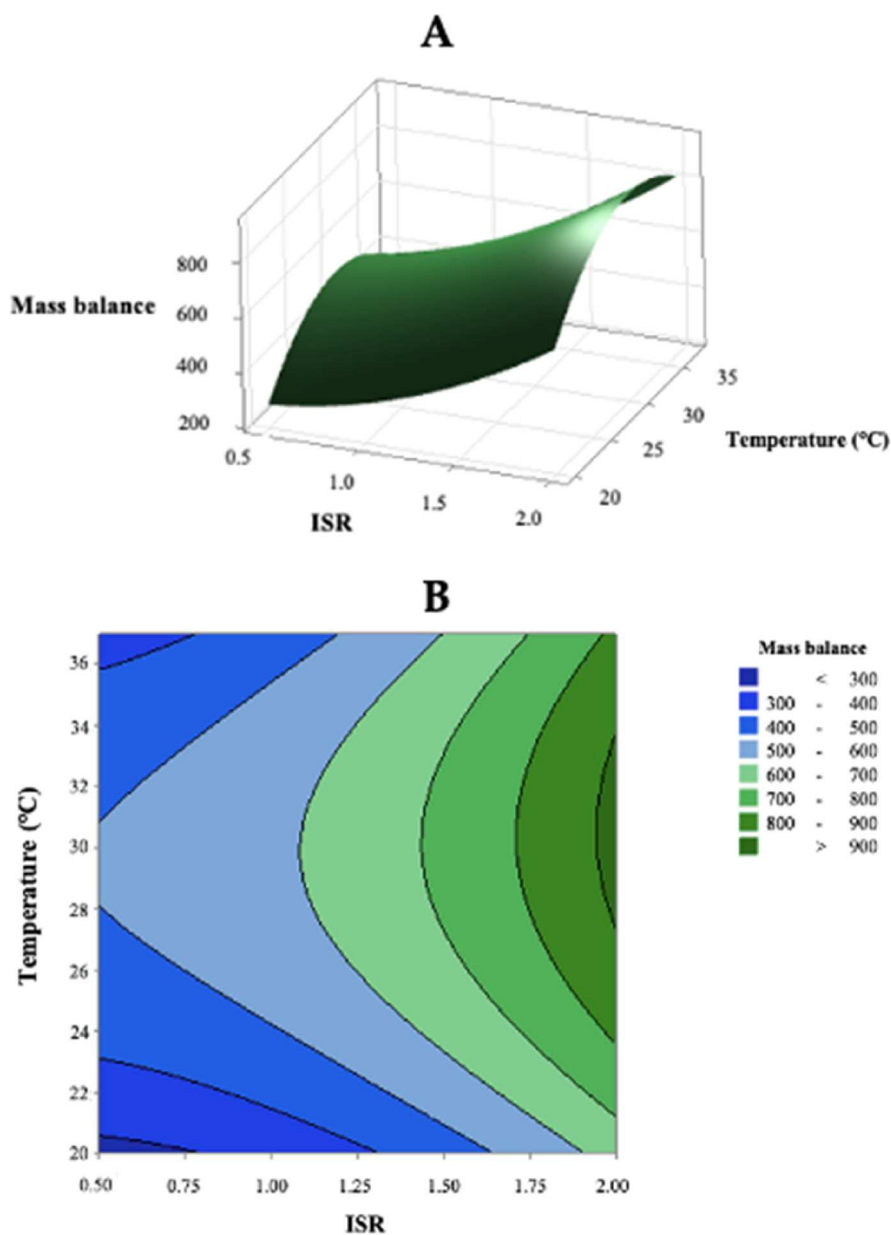 A
Mass balance
800
600
400
200
0.5
1.0
1.5
2.0
ISR
35
30
25
20
Temperature (°C)
B
Temperature (°C)
36
34
32
30
28
26
24
22
20
0.50
0.75
1.00
1.25
1.50
1.75
2.00
ISR
Mass balance
< 300
300 - 400
400 - 500
500 - 600
600 - 700
700 - 800
800 - 900
> 900